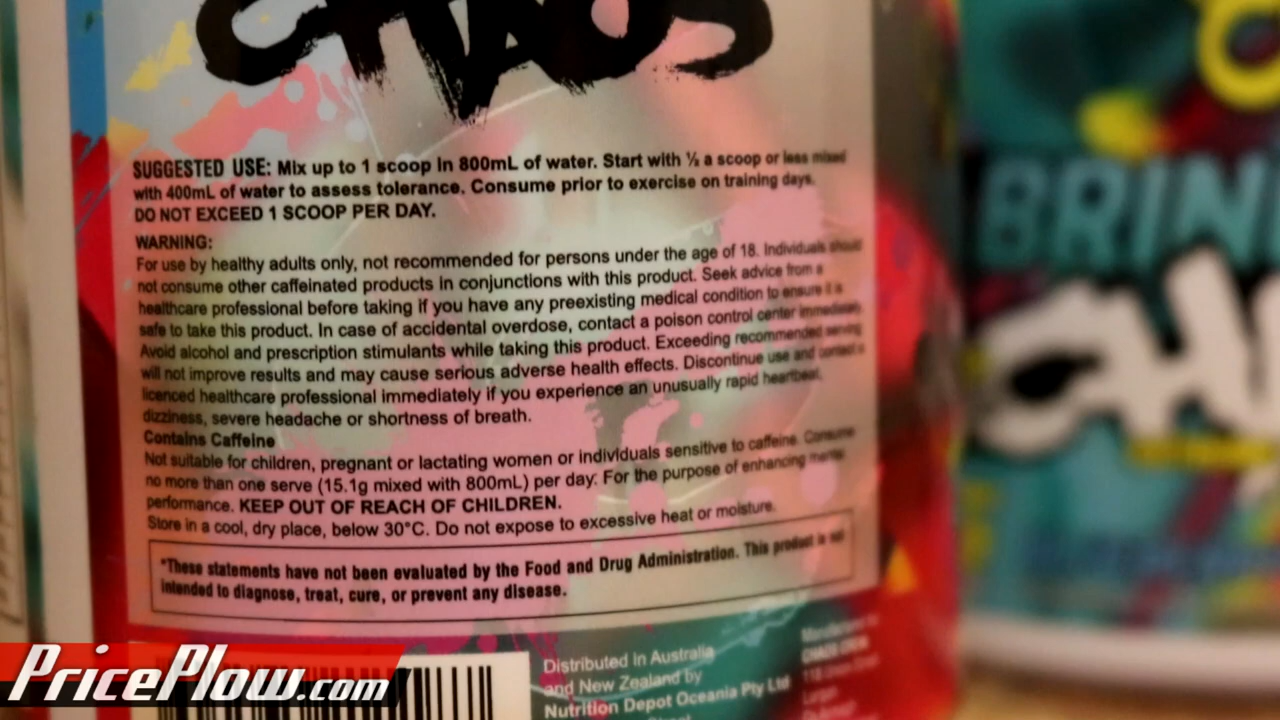 CHAOS
SUGGESTED USE: Mix up to 1 scoop in 800mL of water. Start with ½ a scoop or less mixed
with 400mL of water to assess tolerance. Consume prior to exercise on training days.
DO NOT EXCEED 1 SCOOP PER DAY.
WARNING:
For use by healthy adults only, not recommended for persons under the age of 18. Individuals should
not consume other caffeinated products in conjunctions with this product. Seek advice from a
healthcare professional before taking if you have any preexisting medical condition to ensure it is
safe to take this product. In case of accidental overdose, contact a poison control center immediately
Avoid alcohol and prescription stimulants while taking this product. Exceeding recommended serving
will not improve results and may cause serious adverse health effects. Discontinue use and contact a
licenced healthcare professional immediately if you experience an unusually rapid heartbeat,
dizziness, severe headache or shortness of breath.
Contains Caffeine
Not suitable for children, pregnant or lactating women or individuals sensitive to caffeine. Consume
no more than one serve (15.1g mixed with 800mL) per day. For the purpose of enhancing mental
performance. KEEP OUT OF REACH OF CHILDREN.
Store in a cool, dry place, below 30°C. Do not expose to excessive heat or moisture.
*These statements have not been evaluated by the Food and Drug Administration. This product is not
intended to diagnose, treat, cure, or prevent any disease.
Distributed in Australia
and New Zealand by
Nutrition Depot Oceania Pty Ltd
Street
BRIN
PricePlow.com